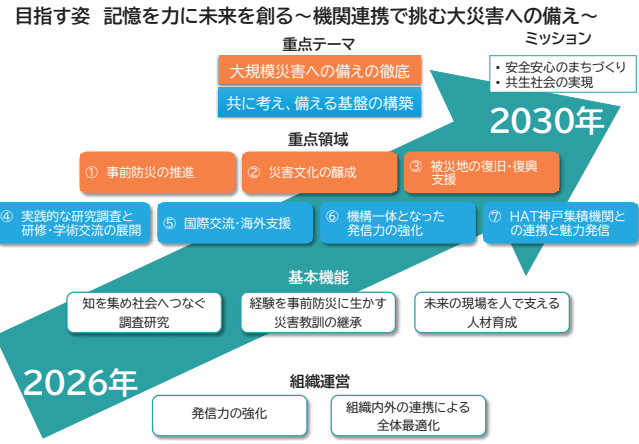 目指す姿 記憶を力に未来を創る～機関連携で挑む大災害への備え～
重点テーマ
ミッション
大規模災害への備えの徹底
・安全安心のまちづくり
・共生社会の実現
共に考え、備える基盤の構築
2030年
重点領域
① 事前防災の推進
② 災害文化の醸成
③ 被災地の復旧・復興
支援
④ 実践的な研究調査と
研修・学術交流の展開
⑤ 国際交流・海外支援
⑥ 機構一体となった
発信力の強化
⑦ HAT神戸集積機関と
の連携と魅力発信
基本機能
知を集め社会へつなぐ
調査研究
経験を事前防災に生かす
災害教訓の継承
未来の現場を人で支える
人材育成
2026年
組織運営
発信力の強化
組織内外の連携による
全体最適化